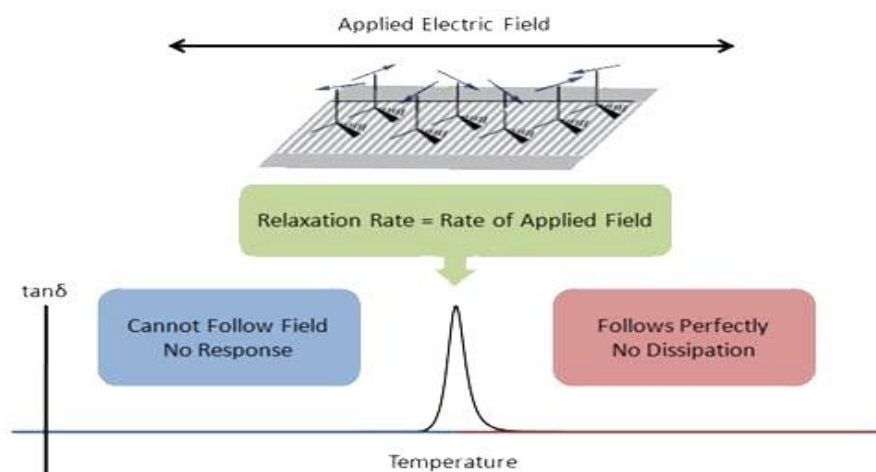 Applied Electric Field
Relaxation Rate = Rate of Applied Field
tanδ
Cannot Follow Field
No Response
Follows Perfectly
No Dissipation
Temperature